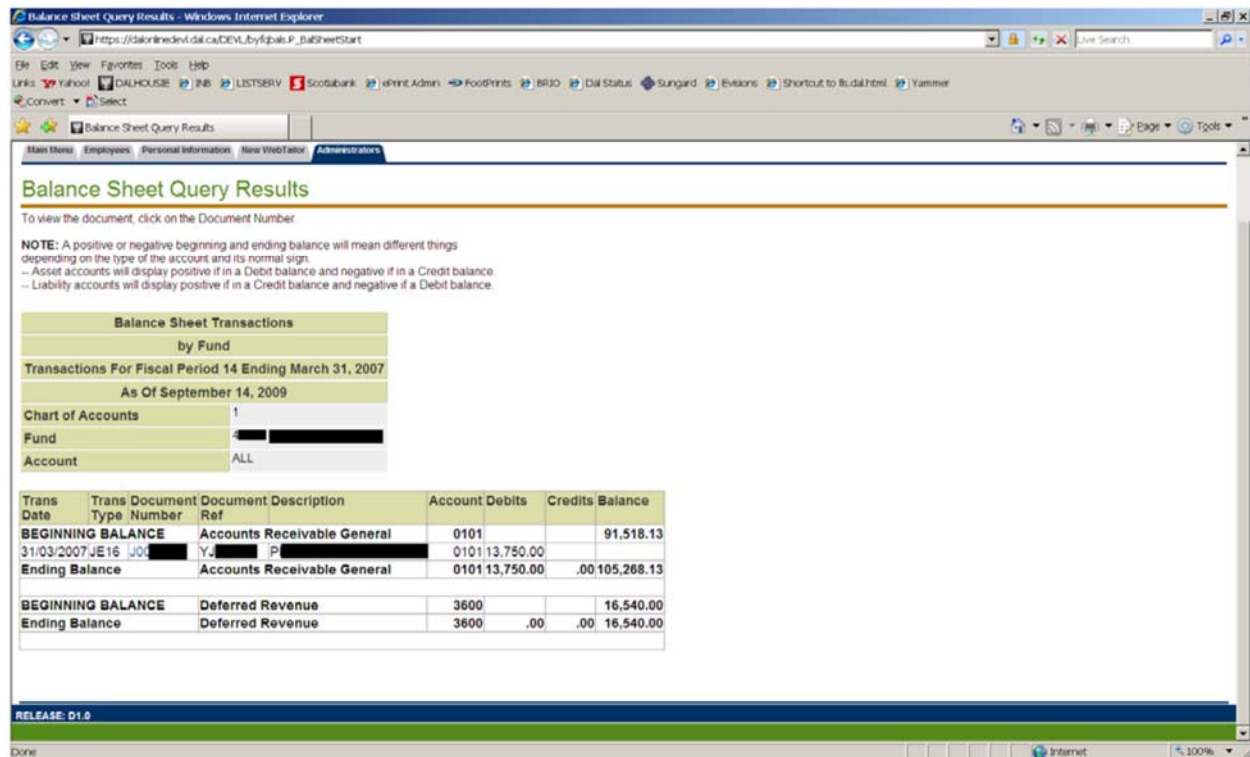 Balance Sheet Query Results - Windows Internet Explorer
https://dalonlinedevl.dal.ca/DEVL/byfqbals.P_BalSheetStart
Live Search
File Edit View Favorites Tools Help
Links Yahoo! DALHOUSIE INB LISTSERV Scotiabank ePrint Admin FootPrints BRIO Dal Status Sungard Evisions Shortcut to fis.dal.html Yammer
Convert Select
Balance Sheet Query Results Page Tools
Main Menu Employees Personal Information New WebTailor Administrators
Balance Sheet Query Results
To view the document, click on the Document Number.
NOTE: A positive or negative beginning and ending balance will mean different things
depending on the type of the account and its normal sign.
-- Asset accounts will display positive if in a Debit balance and negative if in a Credit balance.
-- Liability accounts will display positive if in a Credit balance and negative if a Debit balance.
Balance Sheet Transactions
by Fund
Transactions For Fiscal Period 14 Ending March 31, 2007
As Of September 14, 2009
Chart of Accounts 1
Fund 4
Account ALL
Trans Trans Document Document Description Account Debits Credits Balance
Date Type Number Ref
BEGINNING BALANCE Accounts Receivable General 0101 91,518.13
31/03/2007 JE16 J00 YJ P 0101 13,750.00
Ending Balance Accounts Receivable General 0101 13,750.00 .00 105,268.13
BEGINNING BALANCE Deferred Revenue 3600 16,540.00
Ending Balance Deferred Revenue 3600 .00 .00 16,540.00
RELEASE: D1.0
Done Internet 100%